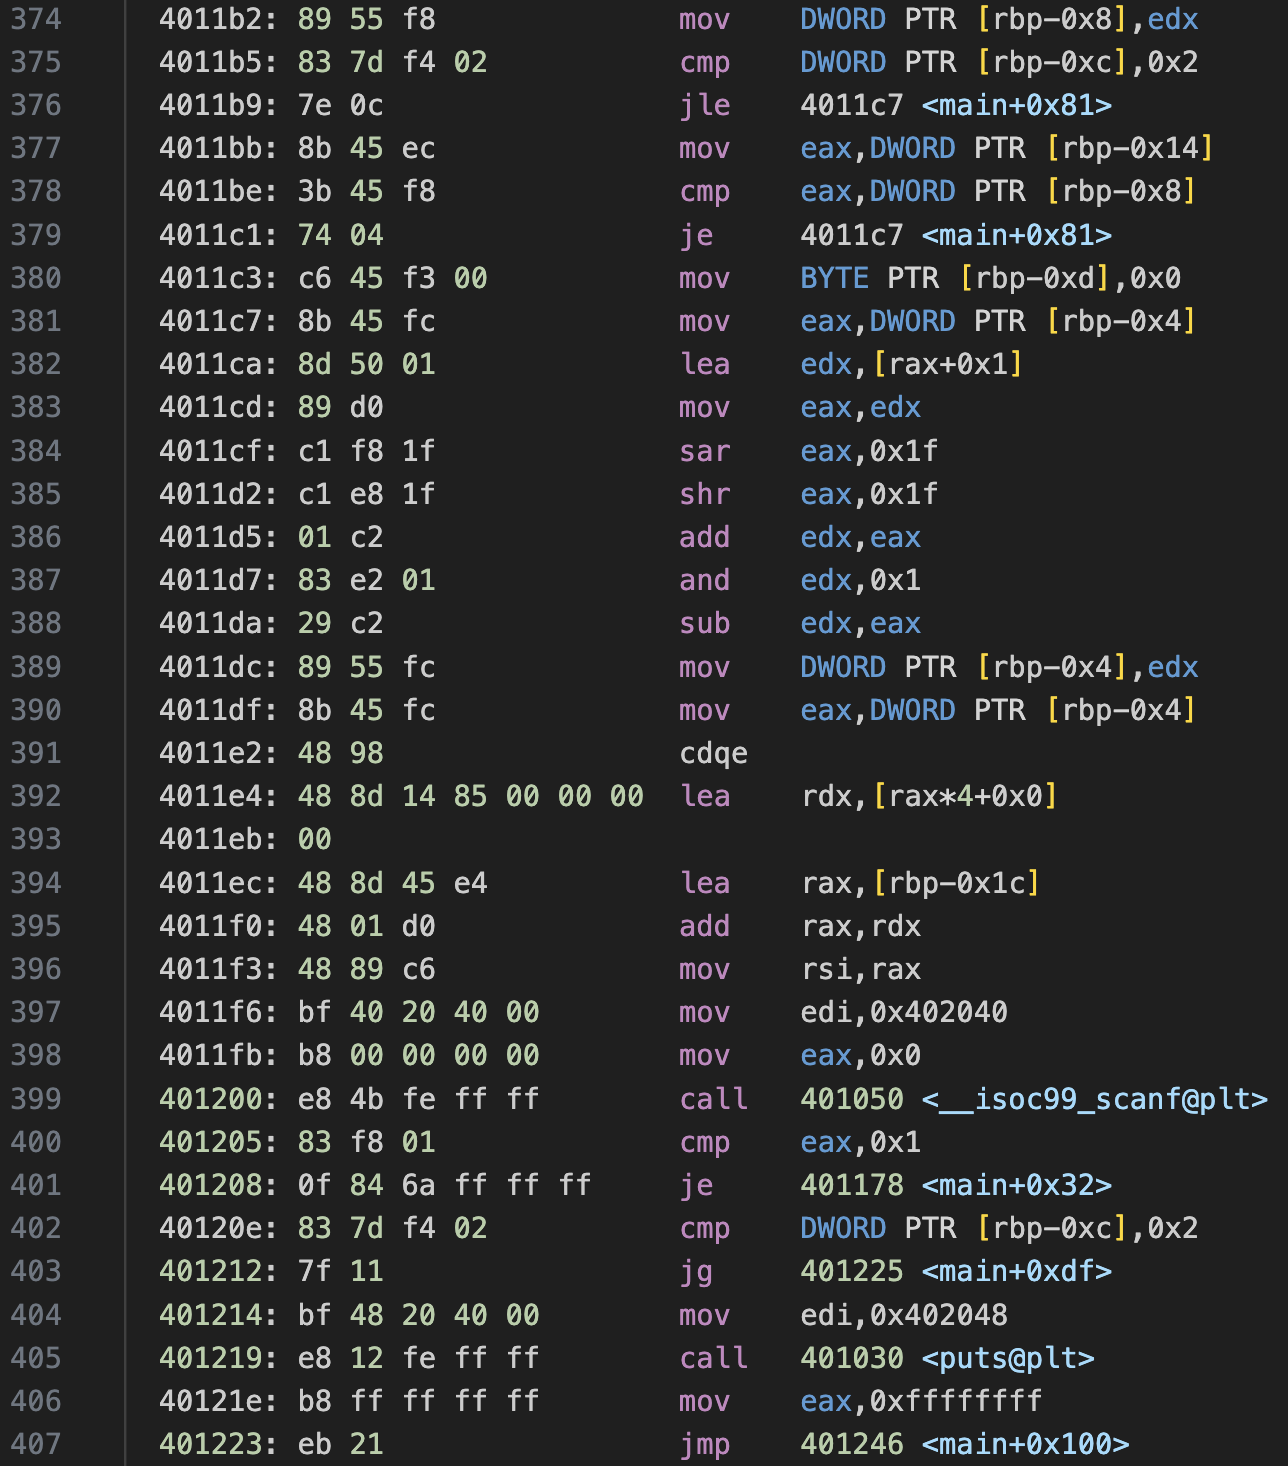 374 4011b2: 89 55 f8 mov DWORD PTR [rbp-0x8],edx
375 4011b5: 83 7d f4 02 cmp DWORD PTR [rbp-0xc],0x2
376 4011b9: 7e 0c jle 4011c7 <main+0x81>
377 4011bb: 8b 45 ec mov eax,DWORD PTR [rbp-0x14]
378 4011be: 3b 45 f8 cmp eax,DWORD PTR [rbp-0x8]
379 4011c1: 74 04 je 4011c7 <main+0x81>
380 4011c3: c6 45 f3 00 mov BYTE PTR [rbp-0xd],0x0
381 4011c7: 8b 45 fc mov eax,DWORD PTR [rbp-0x4]
382 4011ca: 8d 50 01 lea edx,[rax+0x1]
383 4011cd: 89 d0 mov eax,edx
384 4011cf: c1 f8 1f sar eax,0x1f
385 4011d2: c1 e8 1f shr eax,0x1f
386 4011d5: 01 c2 add edx,eax
387 4011d7: 83 e2 01 and edx,0x1
388 4011da: 29 c2 sub edx,eax
389 4011dc: 89 55 fc mov DWORD PTR [rbp-0x4],edx
390 4011df: 8b 45 fc mov eax,DWORD PTR [rbp-0x4]
391 4011e2: 48 98 cdqe
392 4011e4: 48 8d 14 85 00 00 00 lea rdx,[rax*4+0x0]
393 4011eb: 00
394 4011ec: 48 8d 45 e4 lea rax,[rbp-0x1c]
395 4011f0: 48 01 d0 add rax,rdx
396 4011f3: 48 89 c6 mov rsi,rax
397 4011f6: bf 40 20 40 00 mov edi,0x402040
398 4011fb: b8 00 00 00 00 mov eax,0x0
399 401200: e8 4b fe ff ff call 401050 <__isoc99_scanf@plt>
400 401205: 83 f8 01 cmp eax,0x1
401 401208: 0f 84 6a ff ff ff je 401178 <main+0x32>
402 40120e: 83 7d f4 02 cmp DWORD PTR [rbp-0xc],0x2
403 401212: 7f 11 jg 401225 <main+0xdf>
404 401214: bf 48 20 40 00 mov edi,0x402048
405 401219: e8 12 fe ff ff call 401030 <puts@plt>
406 40121e: b8 ff ff ff ff mov eax,0xffffffff
407 401223: eb 21 jmp 401246 <main+0x100>